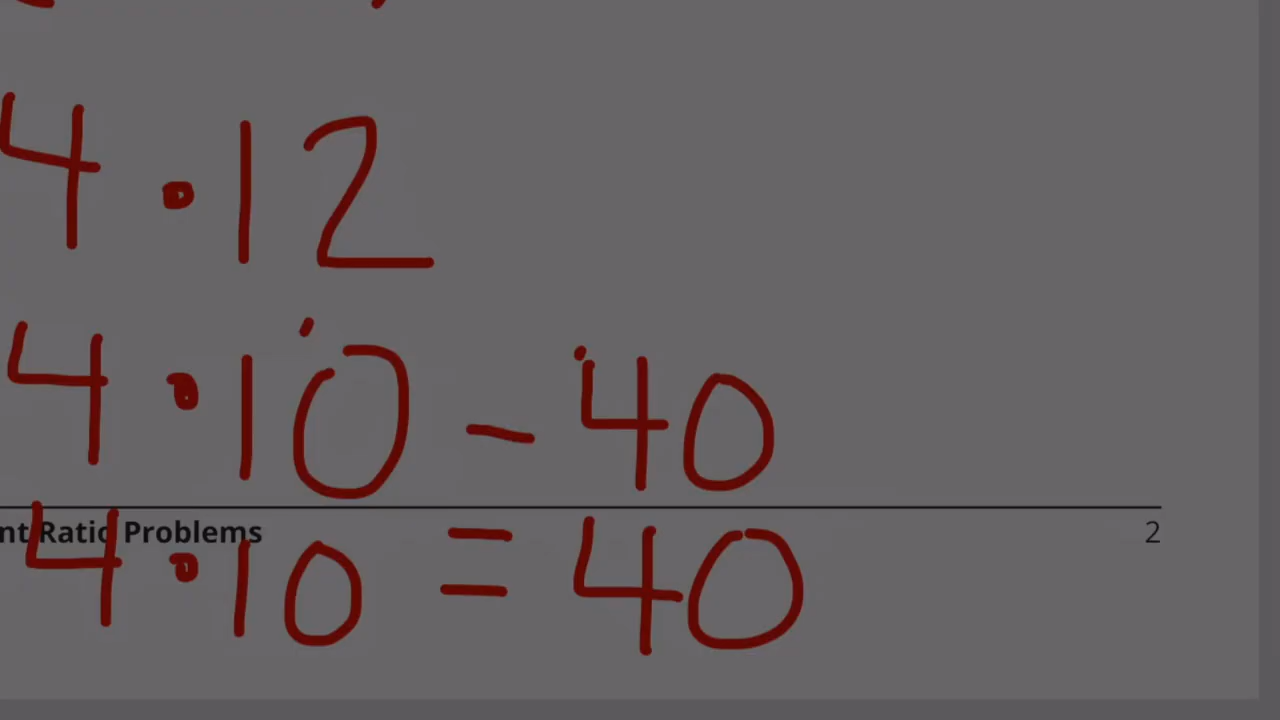 4 · 12
4 · 10 - 40
nt Ratio Problems 2
4 · 10 = 40